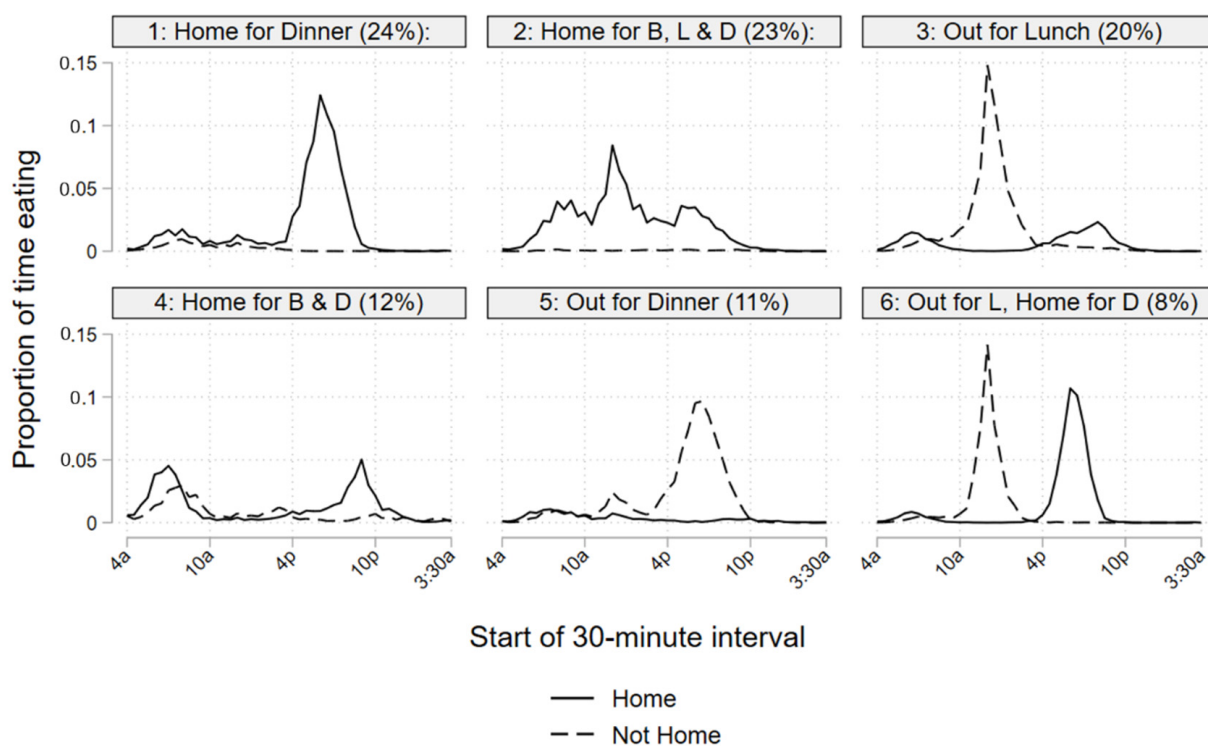 1: Home for Dinner (24%):
2: Home for B, L & D (23%):
3: Out for Lunch (20%)
0.15
0.1
0.05
0
4: Home for B & D (12%)
5: Out for Dinner (11%)
6: Out for L, Home for D (8%)
0.15
0.1
0.05
0
Proportion of time eating
4a 10a 4p 10p 3:30a
4a 10a 4p 10p 3:30a
4a 10a 4p 10p 3:30a
Start of 30-minute interval
Home
Not Home